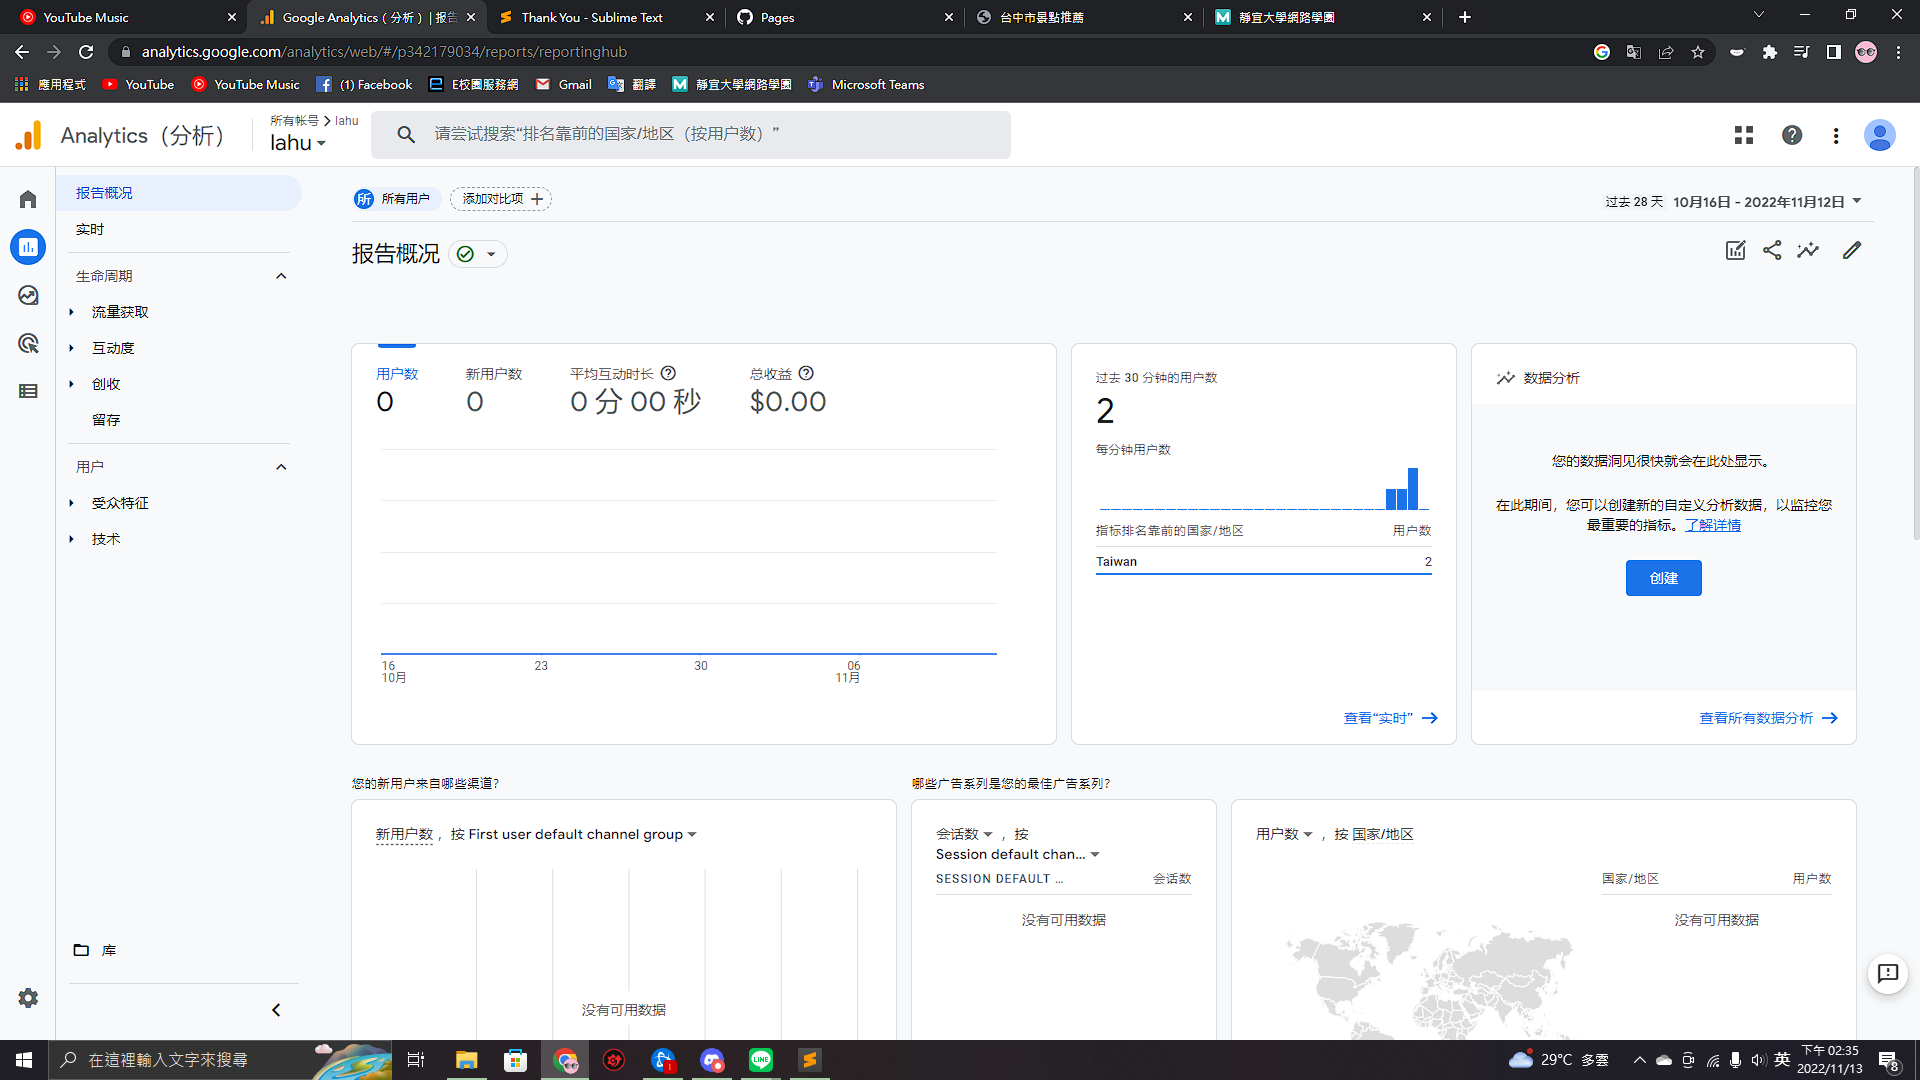 YouTube Music
Google Analytics（分析）| 报告
Thank You - Sublime Text
Pages
台中市景點推薦
靜宜大學網路學園
analytics.google.com/analytics/web/#/p342179034/reports/reportinghub
應用程式
YouTube
YouTube Music
(1) Facebook
E校園服務網
Gmail
翻譯
靜宜大學網路學園
Microsoft Teams
Analytics（分析）
所有帐号 > lahu
lahu
请尝试搜索“排名靠前的国家/地区（按用户数）”
报告概况
实时
生命周期
流量获取
互动度
创收
留存
用户
受众特征
技术
库
所 所有用户
添加对比项
过去 28 天 10月16日 - 2022年11月12日
报告概况
用户数
0
新用户数
0
平均互动时长
0 分 00 秒
总收益
$0.00
16
10月
23
30
06
11月
过去 30 分钟的用户数
2
每分钟用户数
指标排名靠前的国家/地区 用户数
Taiwan 2
查看“实时”
数据分析
您的数据洞见很快就会在此处显示。
在此期间，您可以创建新的自定义分析数据，以监控您
最重要的指标。了解详情
创建
查看所有数据分析
您的新用户来自哪些渠道？
新用户数，按 First user default channel group
没有可用数据
哪些广告系列是您的最佳广告系列？
会话数，按
Session default chan...
SESSION DEFAULT ... 会话数
没有可用数据
用户数，按 国家/地区
国家/地区 用户数
没有可用数据
在這裡輸入文字來搜尋
29°C 多雲
英
下午 02:35
2022/11/13
8